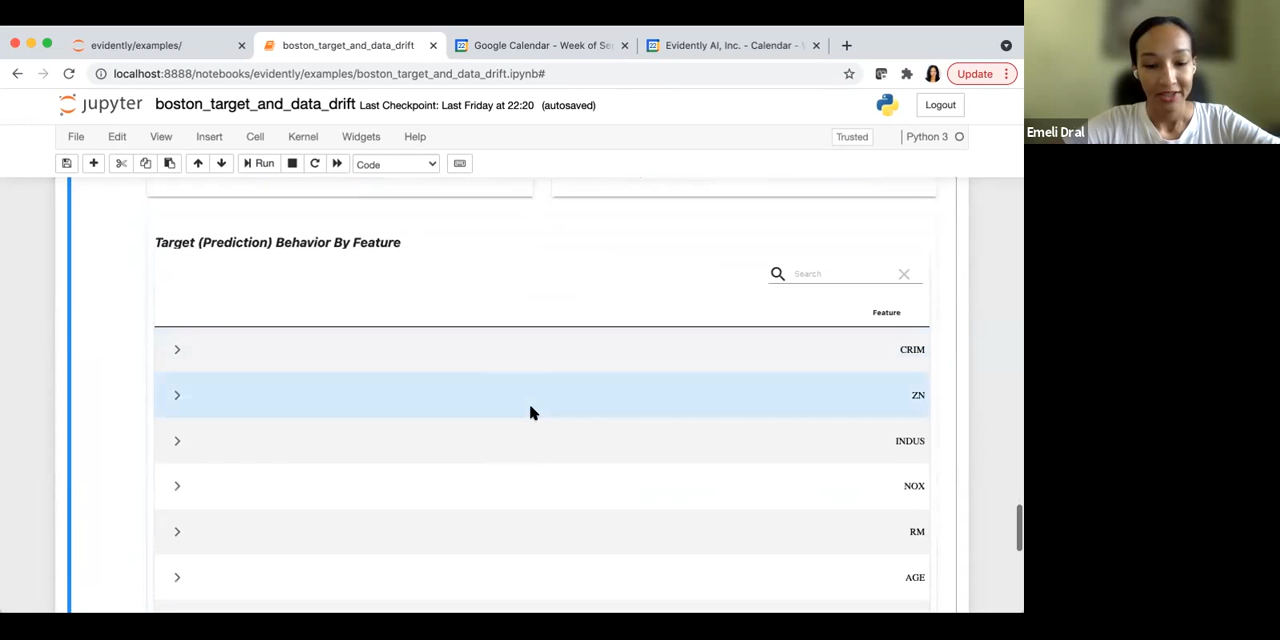 evidently/examples/
boston_target_and_data_drift
Google Calendar - Week of Se
Evidently AI, Inc. - Calendar -
localhost:8888/notebooks/evidently/examples/boston_target_and_data_drift.ipynb#
Update
jupyter boston_target_and_data_drift Last Checkpoint: Last Friday at 22:20 (autosaved)
Logout
File Edit View Insert Cell Kernel Widgets Help
Trusted
Python 3
Run
Code
Target (Prediction) Behavior By Feature
Search
Feature
CRIM
ZN
INDUS
NOX
RM
AGE
Emeli Dral